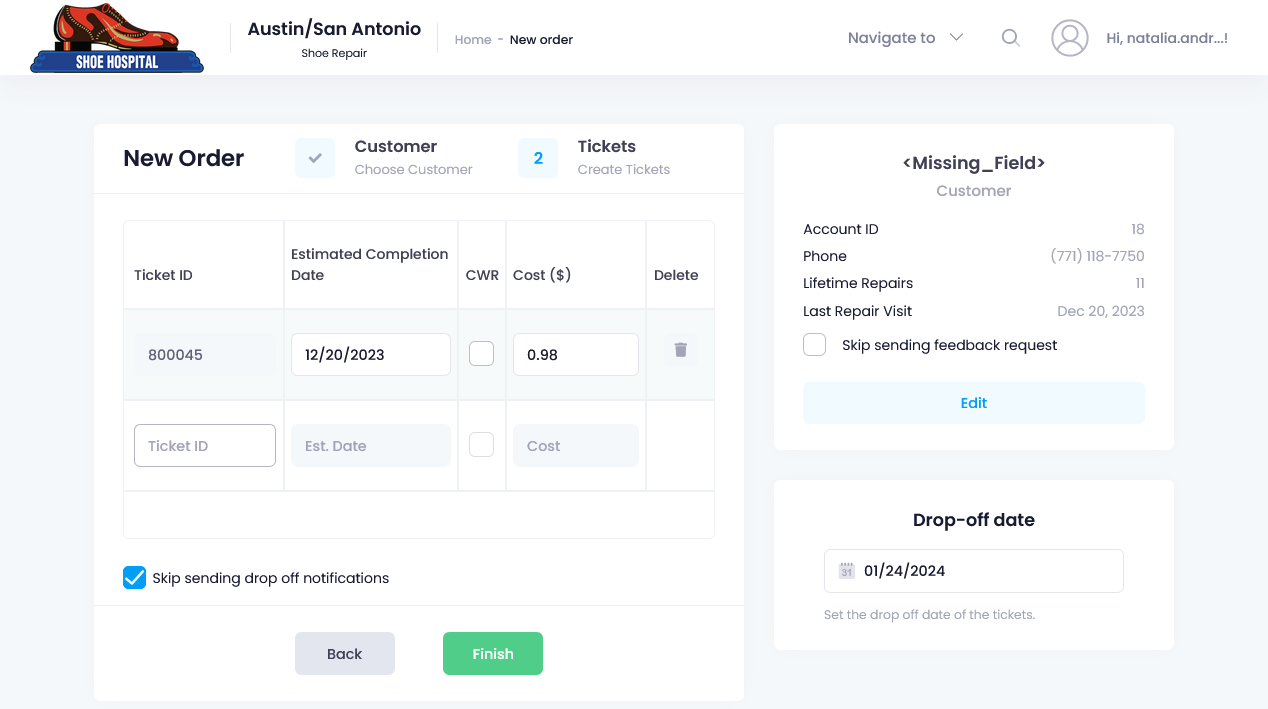 SHOE HOSPITAL
Austin/San Antonio
Shoe Repair
Home - New order
Navigate to
Hi, natalia.andr...!
New Order
Customer
Choose Customer
2
Tickets
Create Tickets
Ticket ID
Estimated Completion
Date
CWR
Cost ($)
Delete
800045
12/20/2023
0.98
Ticket ID
Est. Date
Cost
Skip sending drop off notifications
Back
Finish
<Missing_Field>
Customer
Account ID 18
Phone (771) 118-7750
Lifetime Repairs 11
Last Repair Visit Dec 20, 2023
Skip sending feedback request
Edit
Drop-off date
31 01/24/2024
Set the drop off date of the tickets.